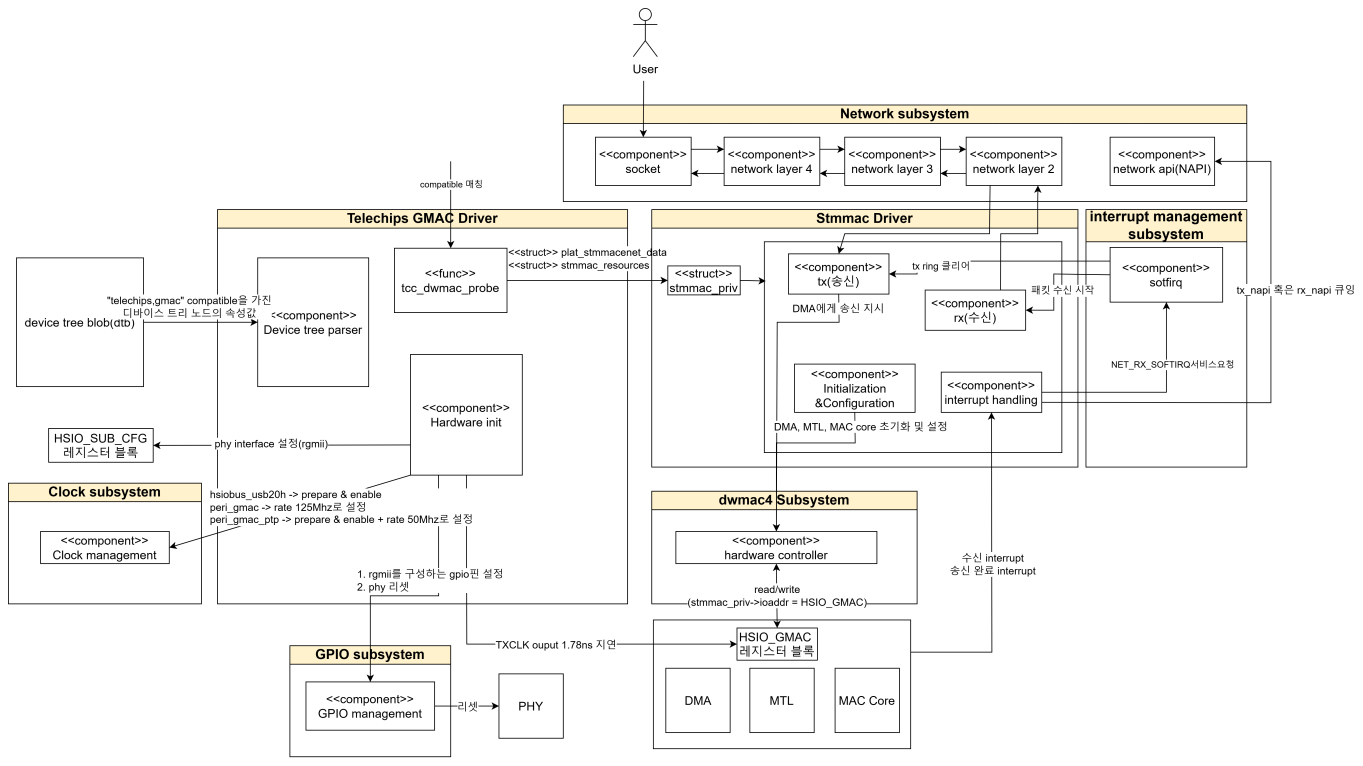 User
Network subsystem
<<component>>
socket
<<component>>
network layer 4
<<component>>
network layer 3
<<component>>
network layer 2
<<component>>
network api(NAPI)
compatible 매칭
Telechips GMAC Driver
<<func>>
tcc_dwmac_probe
<<struct>> plat_stmmacenet_data
<<struct>> stmmac_resources
device tree blob(dtb)
"telechips,gmac" compatible을 가진
디바이스 트리 노드의 속성값
<<component>>
Device tree parser
<<component>>
Hardware init
Stmmac Driver
<<struct>>
stmmac_priv
<<component>>
tx(송신)
tx ring 클리어
<<component>>
rx(수신)
패킷 수신 시작
DMA에게 송신 지시
<<component>>
Initialization
&Configuration
<<component>>
interrupt handling
DMA, MTL, MAC core 초기화 및 설정
interrupt management
subsystem
<<component>>
sotfirq
tx_napi 혹은 rx_napi 큐잉
NET_RX_SOFTIRQ서비스요청
HSIO_SUB_CFG
레지스터 블록
phy interface 설정(rgmii)
Clock subsystem
<<component>>
Clock management
hsiobus_usb20h -> prepare & enable
peri_gmac -> rate 125Mhz로 설정
peri_gmac_ptp -> prepare & enable + rate 50Mhz로 설정
1. rgmii를 구성하는 gpio핀 설정
2. phy 리셋
dwmac4 Subsystem
<<component>>
hardware controller
read/write
(stmmac_priv->ioaddr = HSIO_GMAC)
수신 interrupt
송신 완료 interrupt
TXCLK ouput 1.78ns 지연
HSIO_GMAC
레지스터 블록
DMA
MTL
MAC Core
GPIO subsystem
<<component>>
GPIO management
리셋
PHY